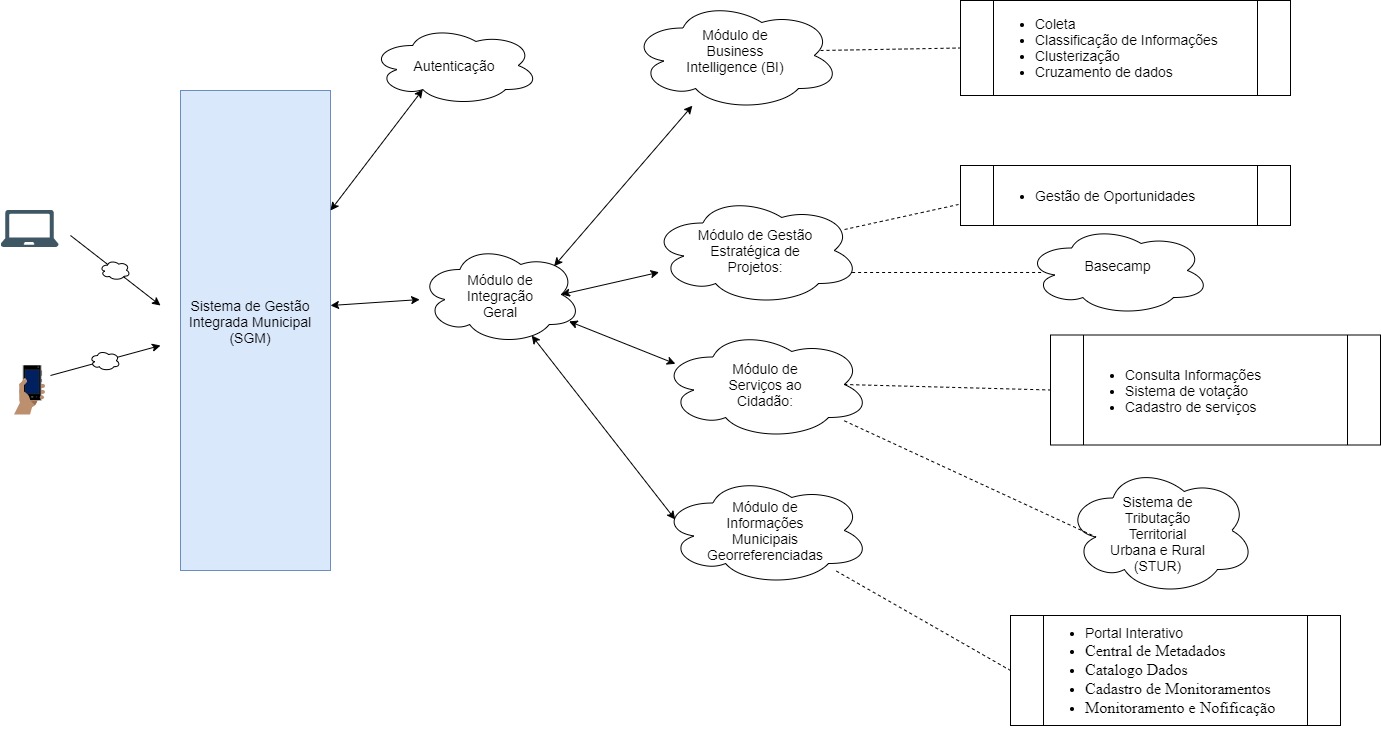 Autenticação
Sistema de Gestão
Integrada Municipal
(SGM)
Módulo de
Integração
Geral
Módulo de
Business
Intelligence (BI)
• Coleta
• Classificação de Informações
• Clusterização
• Cruzamento de dados
Módulo de Gestão
Estratégica de
Projetos:
• Gestão de Oportunidades
Basecamp
Módulo de
Serviços ao
Cidadão:
• Consulta Informações
• Sistema de votação
• Cadastro de serviços
Sistema de
Tributação
Territorial
Urbana e Rural
(STUR)
Módulo de
Informações
Municipais
Georreferenciadas
• Portal Interativo
• Central de Metadados
• Catalogo Dados
• Cadastro de Monitoramentos
• Monitoramento e Nofificação